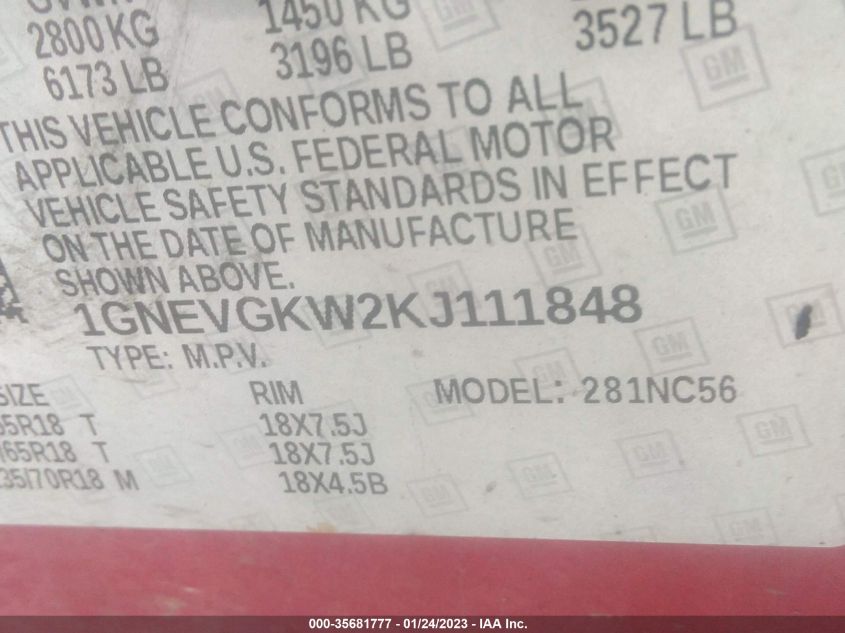 2800 KG 1450 KG
6173 LB 3196 LB 3527 LB
THIS VEHICLE CONFORMS TO ALL
APPLICABLE U.S. FEDERAL MOTOR
VEHICLE SAFETY STANDARDS IN EFFECT
ON THE DATE OF MANUFACTURE
SHOWN ABOVE.
1GNEVGKW2KJ111848
TYPE: M.P.V.
SIZE RIM MODEL: 281NC56
5R18 T 18X7.5J
/65R18 T 18X7.5J
35/70R18 M 18X4.5B
GM
000-35681777 - 01/24/2023 - IAA Inc.